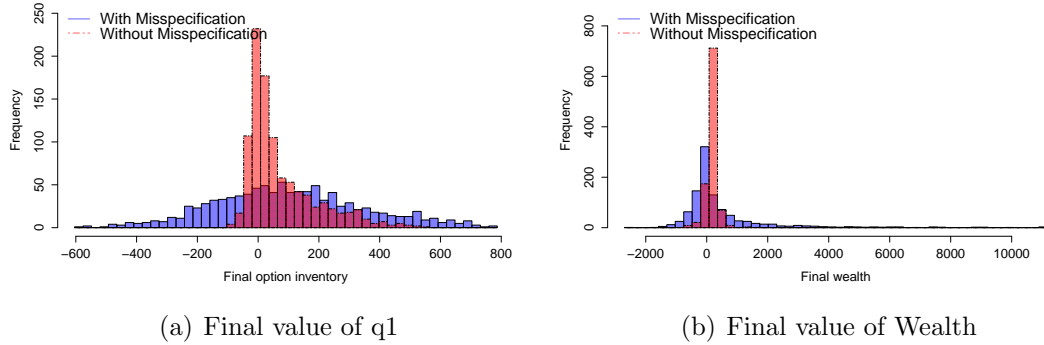 With Misspecification
Without Misspecification
Frequency
250
200
150
100
50
0
−600 −400 −200 0 200 400 600 800
Final option inventory
(a) Final value of q1
With Misspecification
Without Misspecification
Frequency
800
600
400
200
0
−2000 0 2000 4000 6000 8000 10000
Final wealth
(b) Final value of Wealth